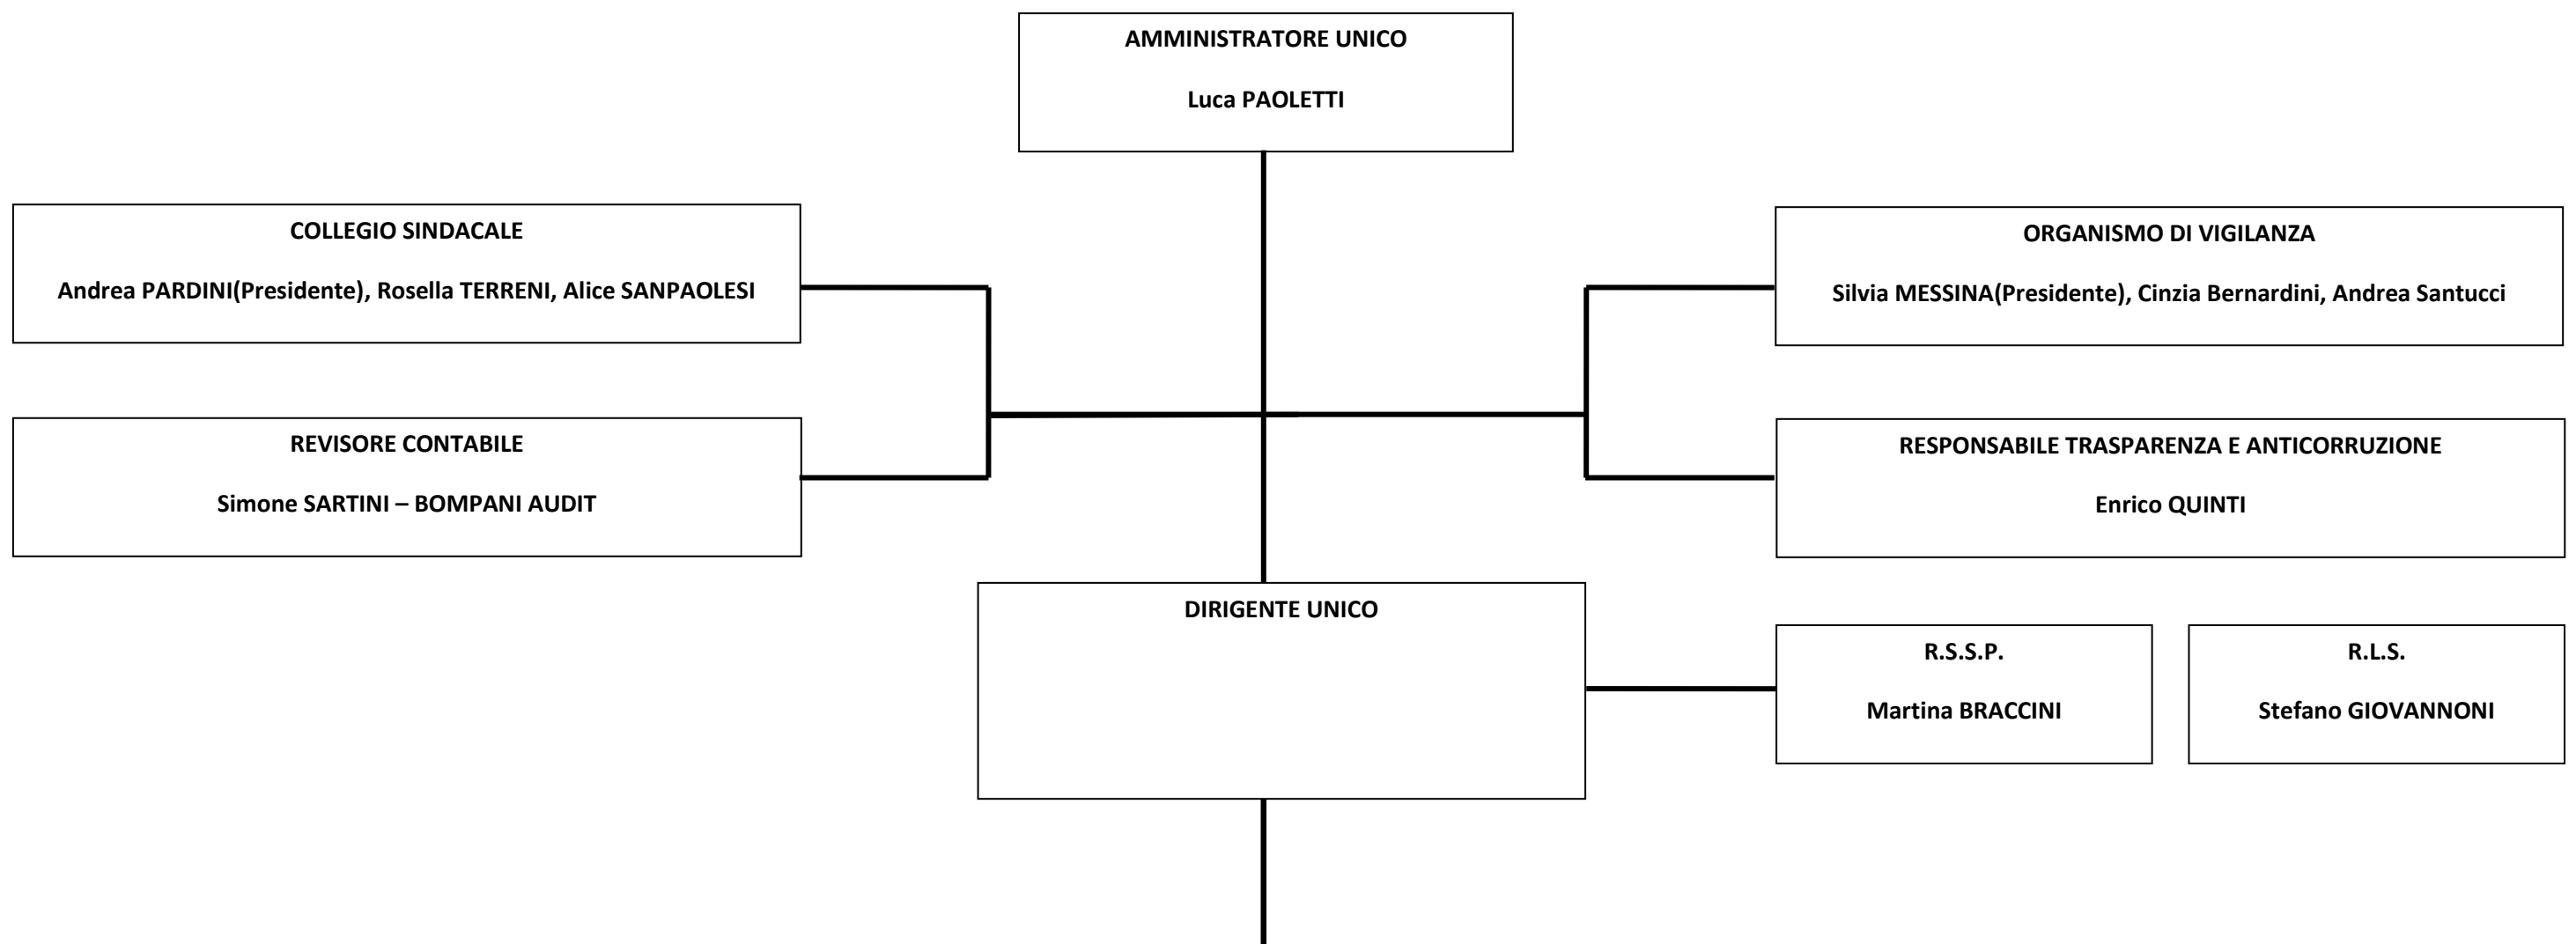 AMMINISTRATORE UNICO
Luca PAOLETTI
COLLEGIO SINDACALE
Andrea PARDINI(Presidente), Rosella TERRENI, Alice SANPAOLESI
ORGANISMO DI VIGILANZA
Silvia MESSINA(Presidente), Cinzia Bernardini, Andrea Santucci
REVISORE CONTABILE
Simone SARTINI – BOMPANI AUDIT
RESPONSABILE TRASPARENZA E ANTICORRUZIONE
Enrico QUINTI
DIRIGENTE UNICO
R.S.S.P.
Martina BRACCINI
R.L.S.
Stefano GIOVANNONI